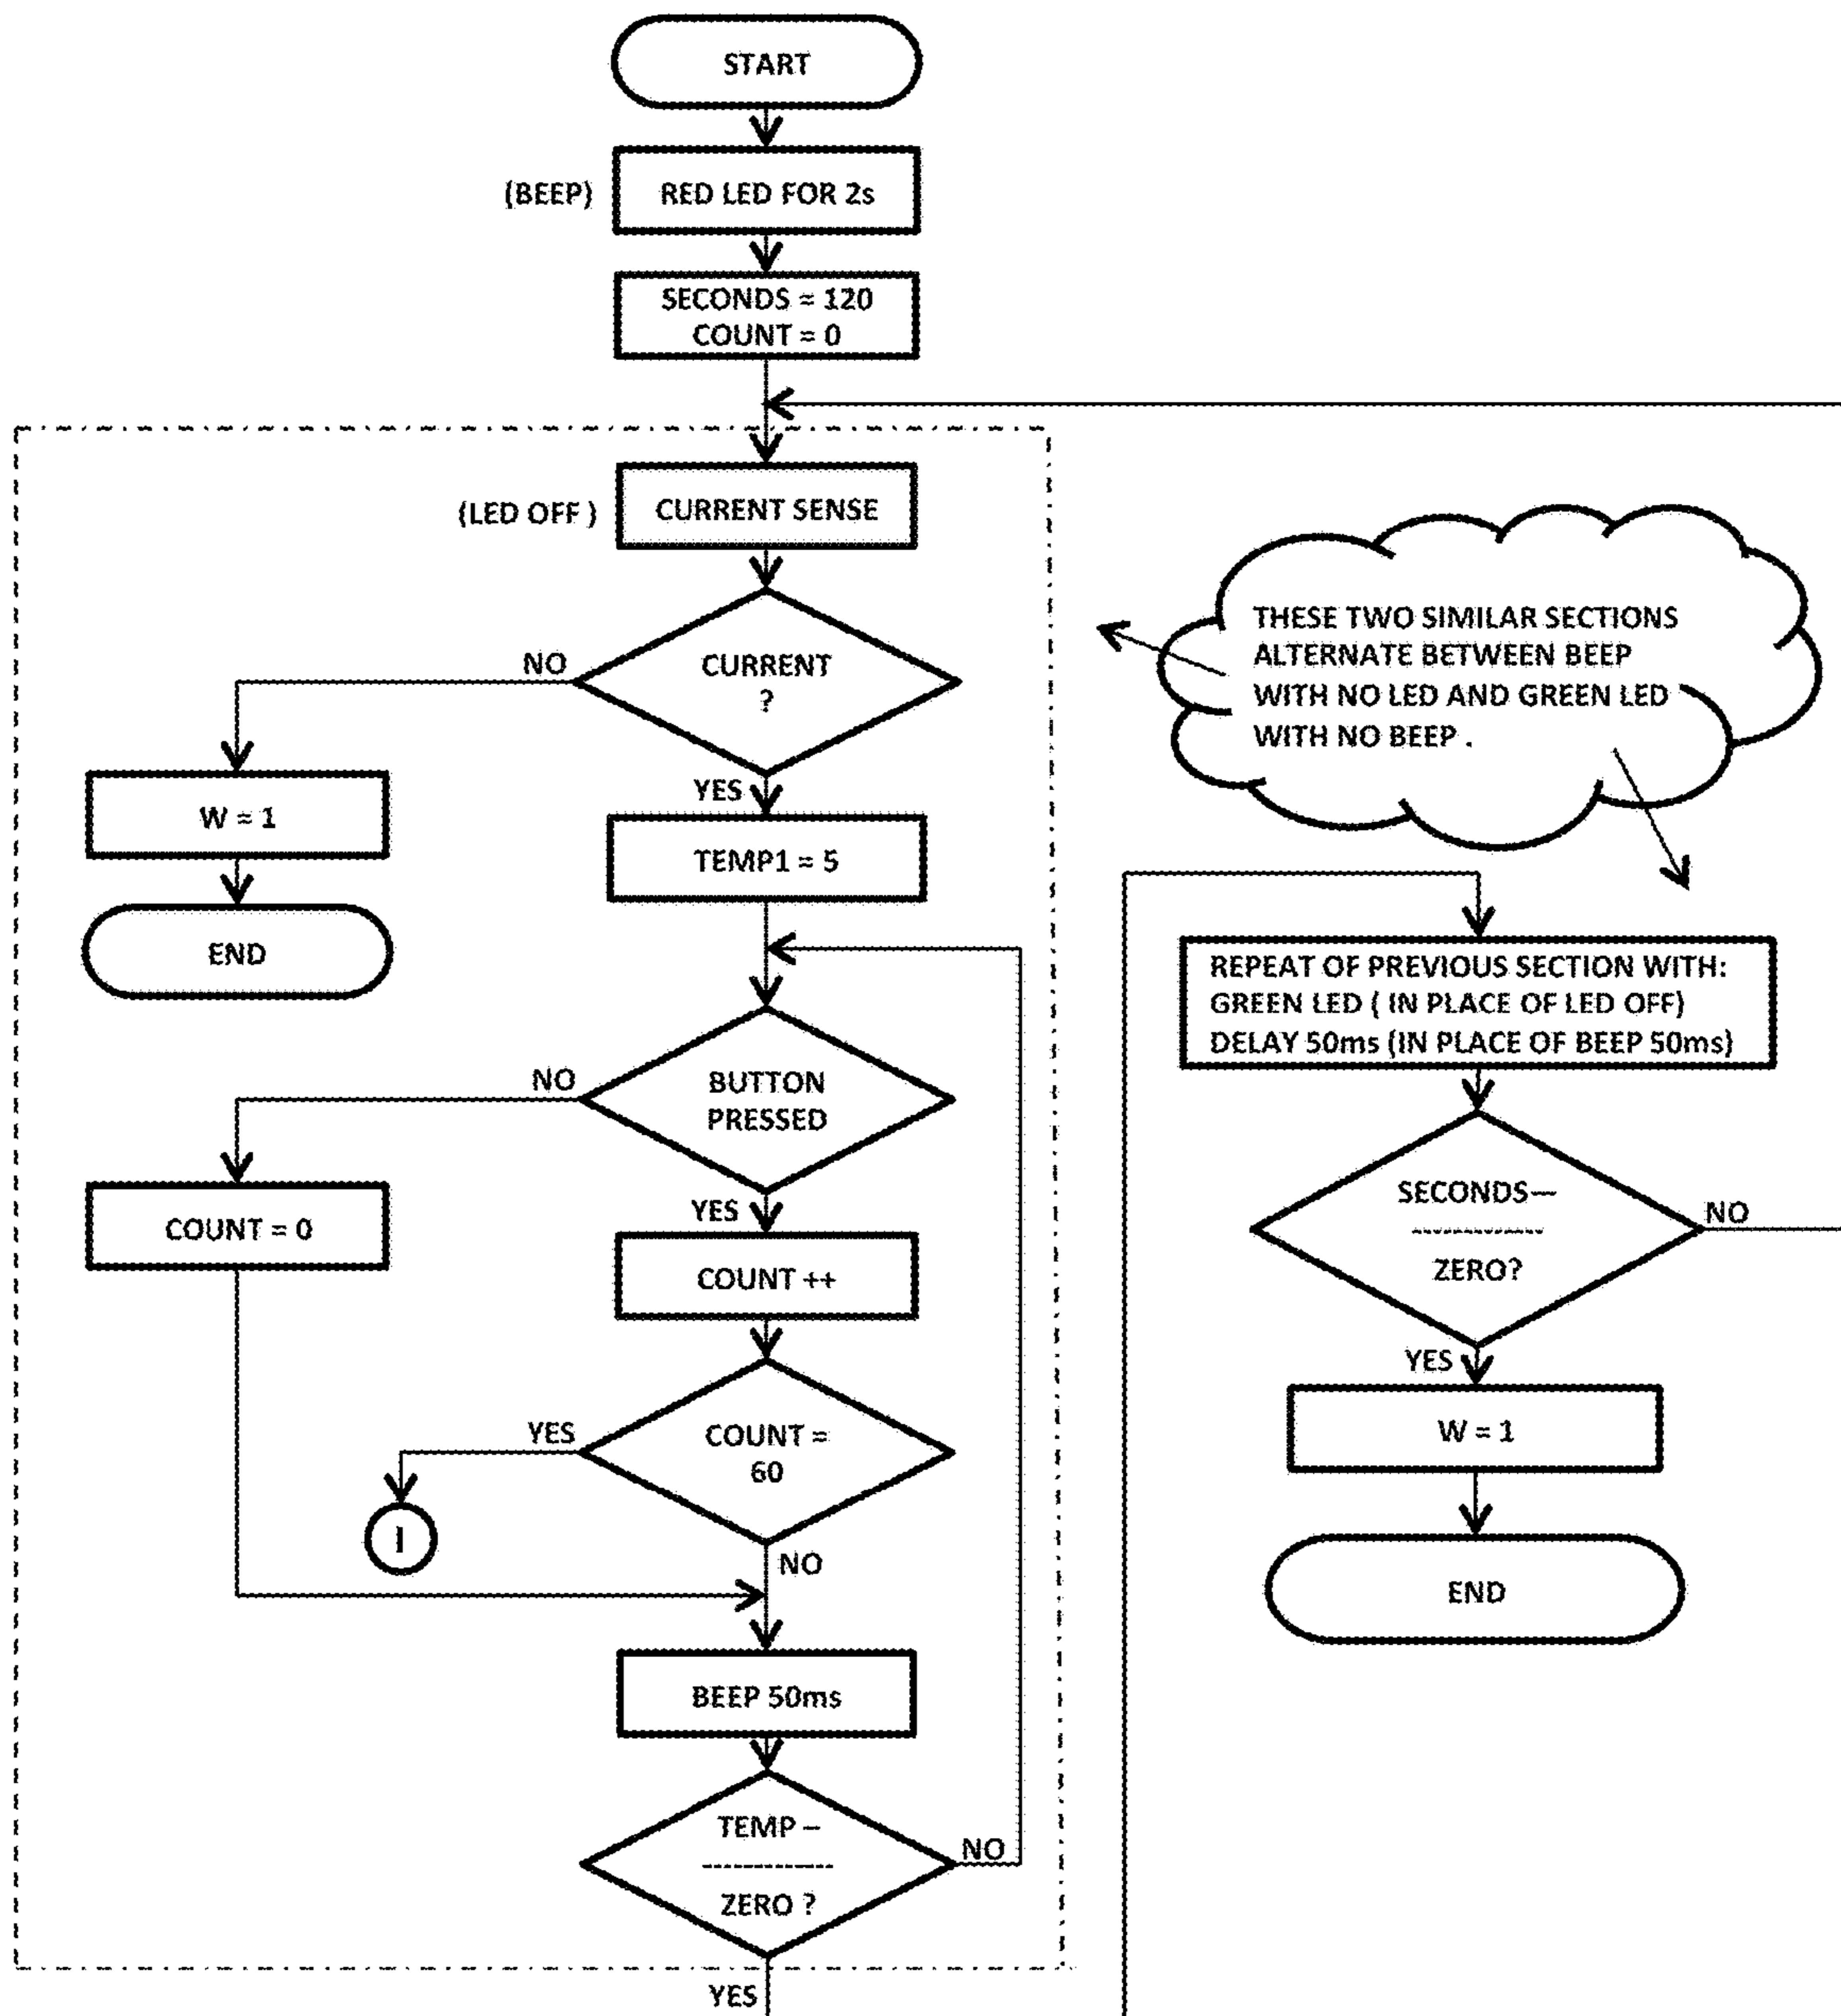 START
(BEEP)
RED LED FOR 2s
SECONDS = 120
COUNT = 0
(LED OFF )
CURRENT SENSE
CURRENT
?
NO
YES
W = 1
END
TEMP1 = 5
BUTTON
PRESSED
NO
YES
COUNT = 0
COUNT ++
COUNT =
60
YES
I
NO
BEEP 50ms
TEMP –
------------
ZERO ?
NO
YES
THESE TWO SIMILAR SECTIONS
ALTERNATE BETWEEN BEEP
WITH NO LED AND GREEN LED
WITH NO BEEP .
REPEAT OF PREVIOUS SECTION WITH:
GREEN LED ( IN PLACE OF LED OFF)
DELAY 50ms (IN PLACE OF BEEP 50ms)
SECONDS—
------------
ZERO?
NO
YES
W = 1
END